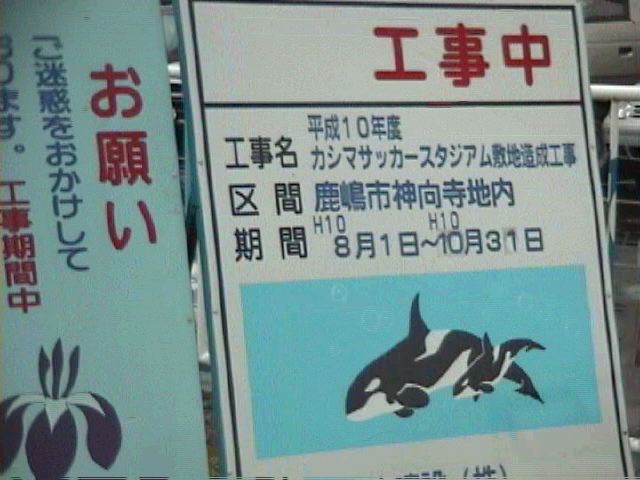 お願い
ご迷惑をおかけして
おります。工事期間中
工事中
平成10年度
工事名 カシマサッカースタジアム敷地造成工事
区間 鹿嶋市神向寺地内
H10 H10
期間 8月1日～10月31日
(株)